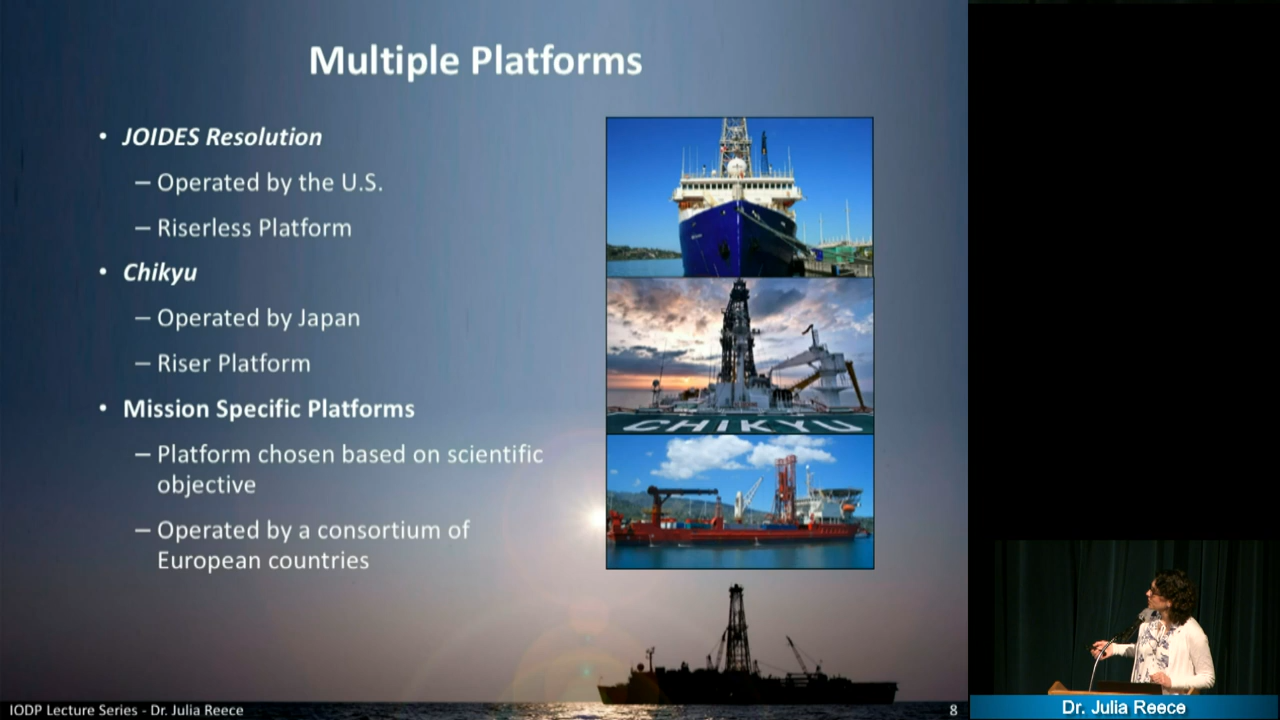 Multiple Platforms
• JOIDES Resolution
– Operated by the U.S.
– Riserless Platform
• Chikyu
– Operated by Japan
– Riser Platform
• Mission Specific Platforms
– Platform chosen based on scientific
objective
– Operated by a consortium of
European countries
CHIKYU
IODP Lecture Series - Dr. Julia Reece
8
Dr. Julia Reece